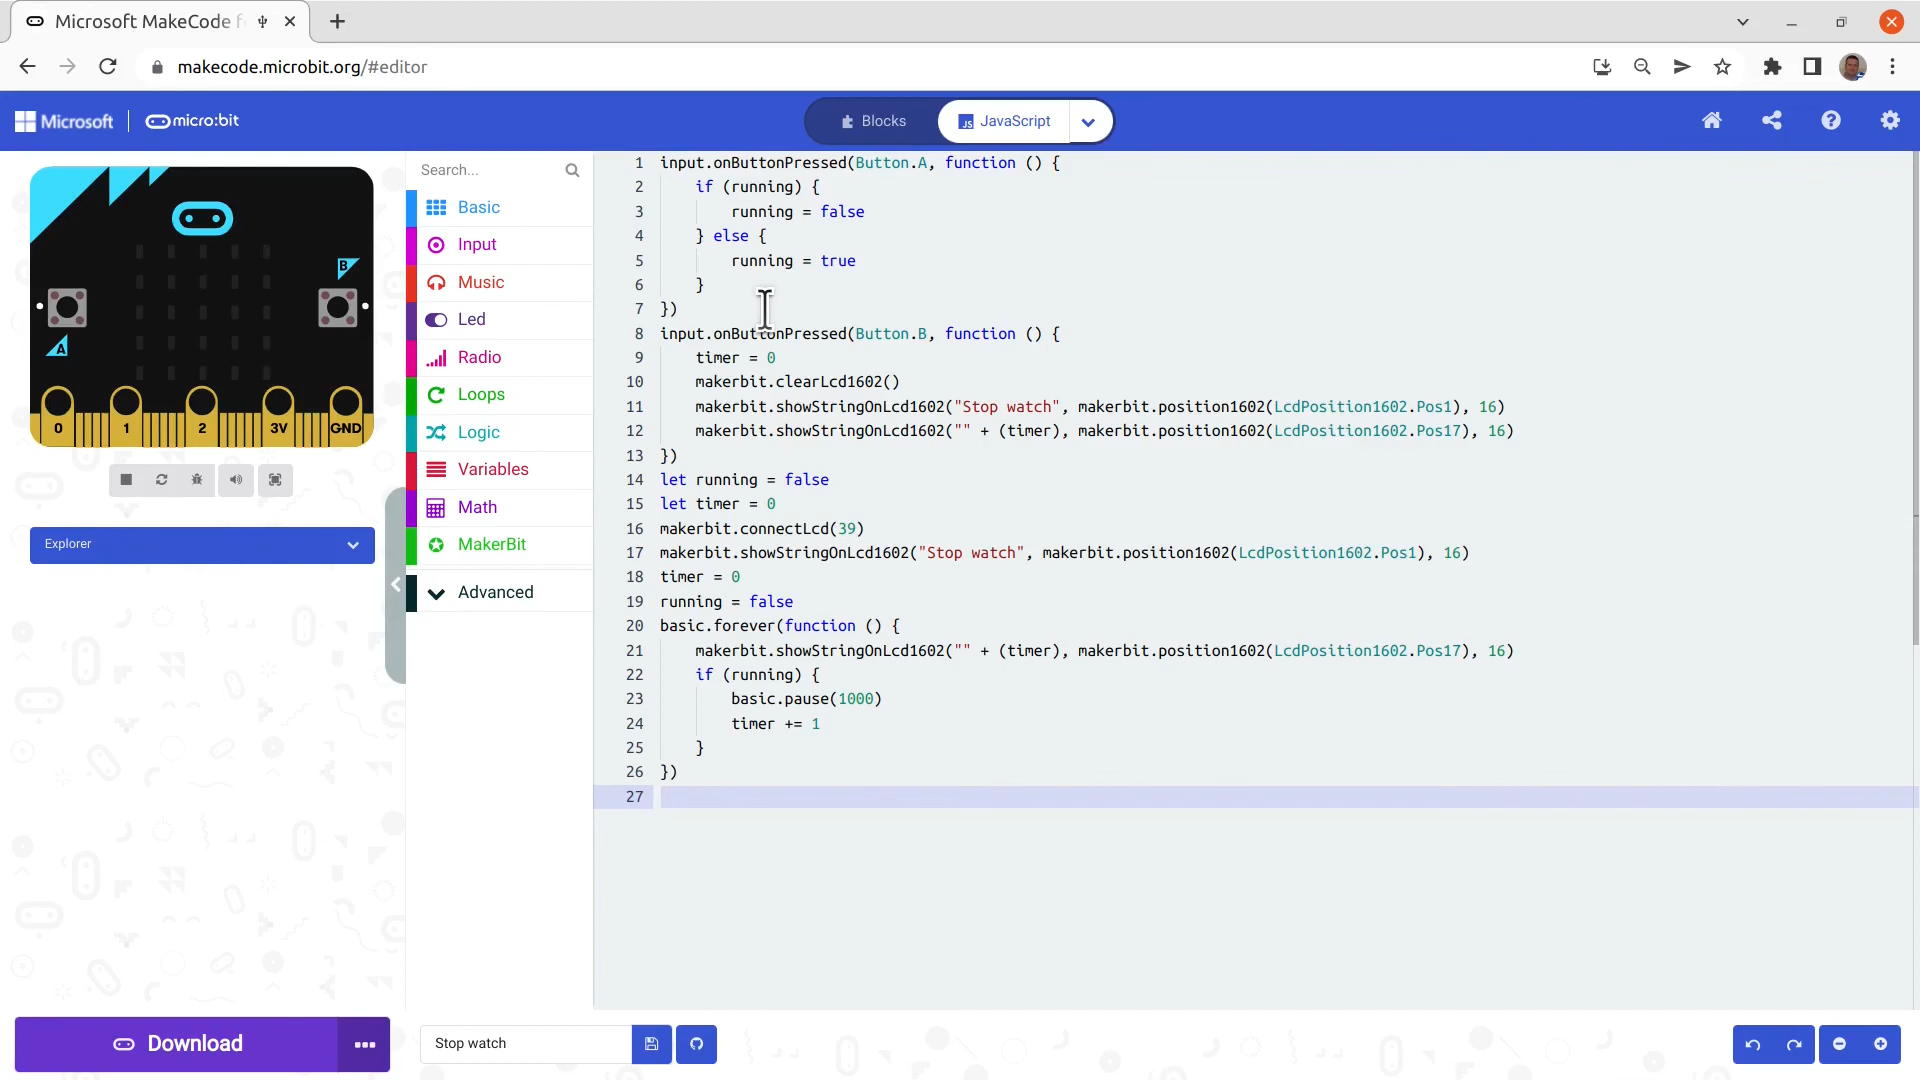 Microsoft MakeCode f
makecode.microbit.org/#editor
Microsoft
micro:bit
Blocks
JS JavaScript
B
A
0 1 2 3V GND
Explorer
Search...
Basic
Input
Music
Led
Radio
Loops
Logic
Variables
Math
MakerBit
Advanced
1 input.onButtonPressed(Button.A, function () {
2 if (running) {
3 running = false
4 } else {
5 running = true
6 }
7 })
8 input.onButtonPressed(Button.B, function () {
9 timer = 0
10 makerbit.clearLcd1602()
11 makerbit.showStringOnLcd1602("Stop watch", makerbit.position1602(LcdPosition1602.Pos1), 16)
12 makerbit.showStringOnLcd1602("" + (timer), makerbit.position1602(LcdPosition1602.Pos17), 16)
13 })
14 let running = false
15 let timer = 0
16 makerbit.connectLcd(39)
17 makerbit.showStringOnLcd1602("Stop watch", makerbit.position1602(LcdPosition1602.Pos1), 16)
18 timer = 0
19 running = false
20 basic.forever(function () {
21 makerbit.showStringOnLcd1602("" + (timer), makerbit.position1602(LcdPosition1602.Pos17), 16)
22 if (running) {
23 basic.pause(1000)
24 timer += 1
25 }
26 })
27
Download
Stop watch